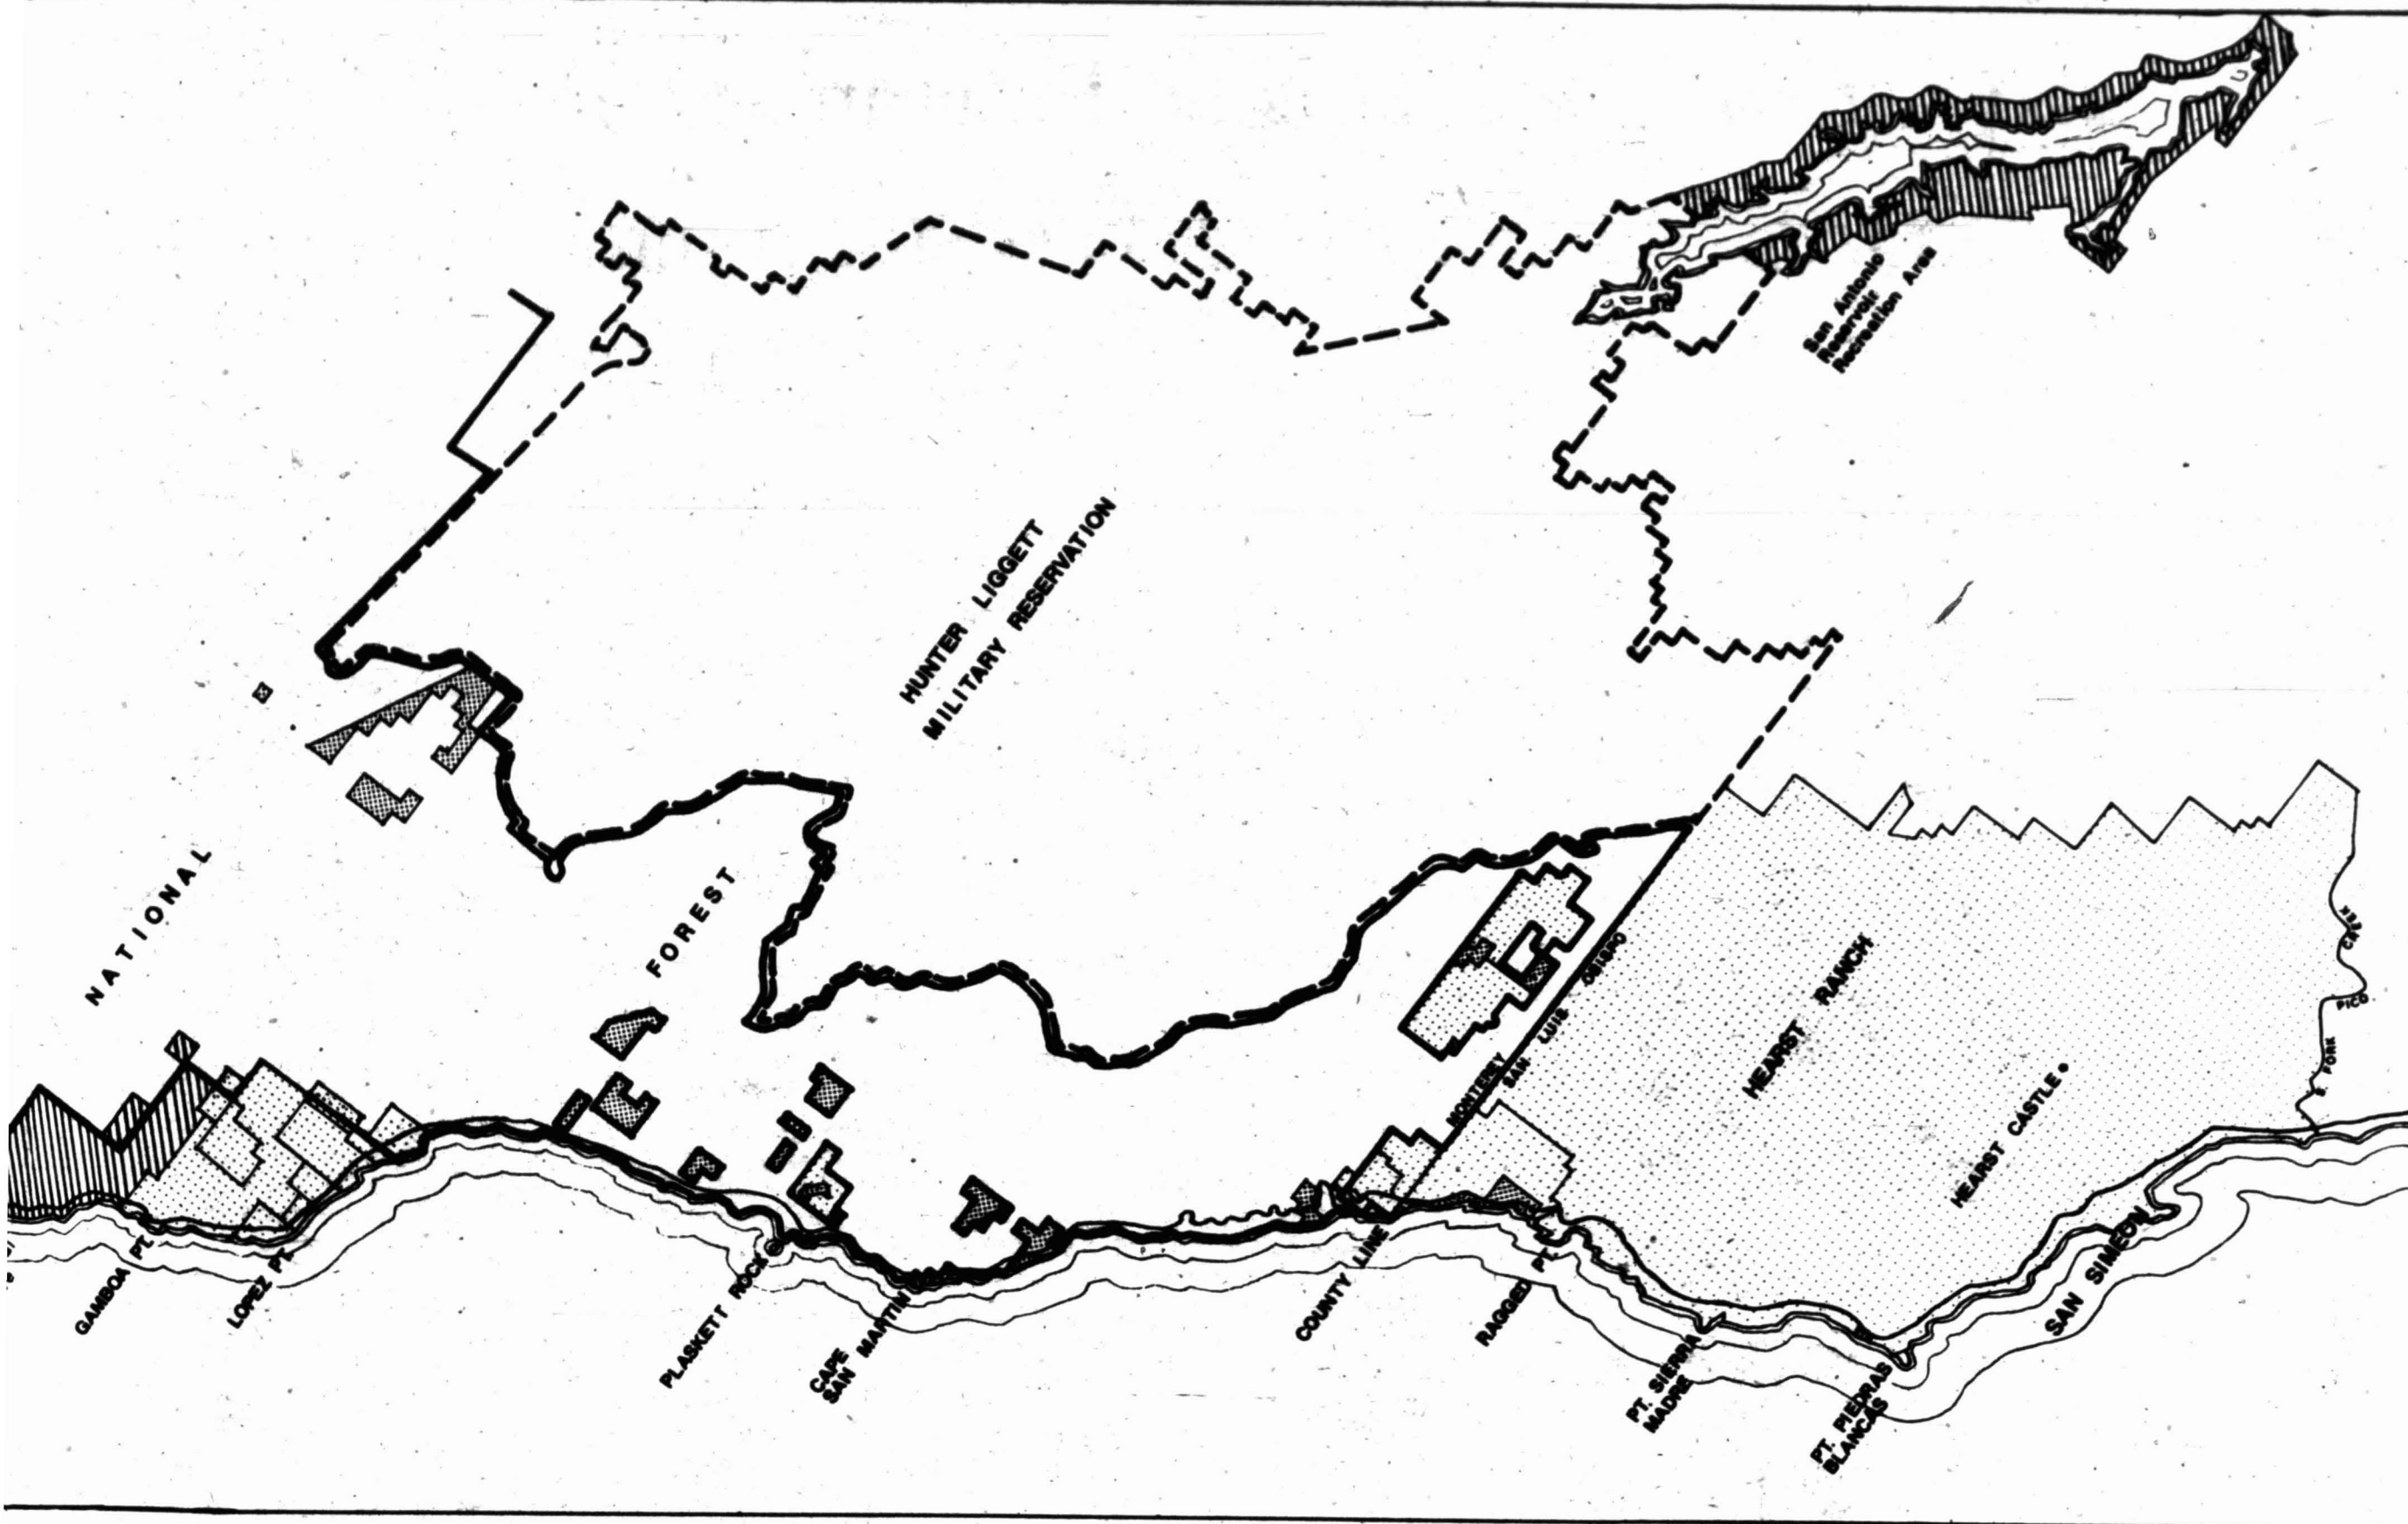 San Antonio
Reservoir
Recreation Area
HUNTER LIGGETT
MILITARY RESERVATION
NATIONAL
FOREST
MONTEREY
SAN LUIS OBISPO
HEARST RANCH
HEARST CASTLE
PICO
S. FORK
GAMBOA PT.
LOPEZ PT.
PLASKETT ROCK
CAPE
SAN MARTIN
COUNTY LINE
RAGGED PT.
PT. SIERRA
MADRE
PT. PIEDRAS
BLANCAS
SAN SIMEON